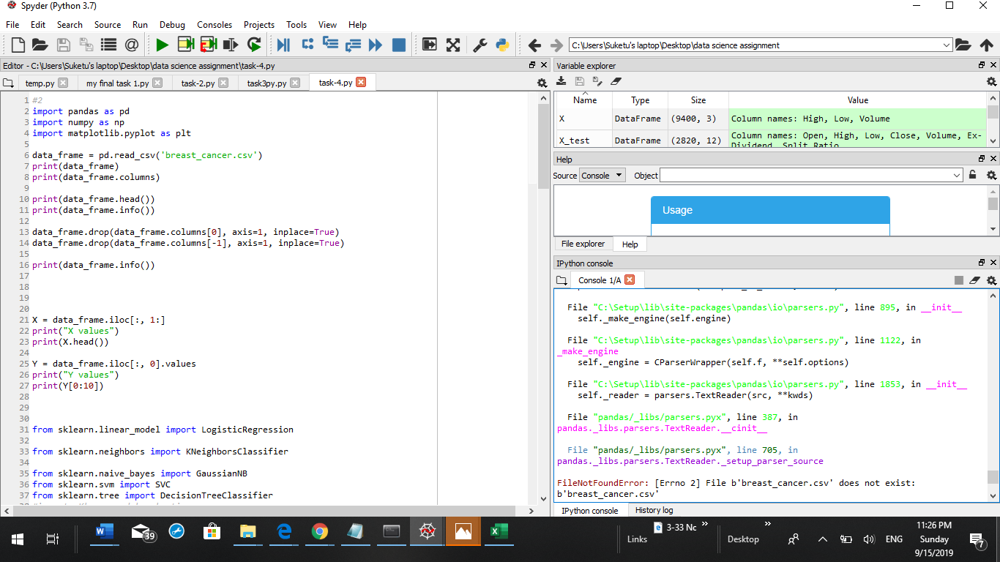 Spyder (Python 3.7)
File Edit Search Source Run Debug Consoles Projects Tools View Help
C:\Users\Suketu's laptop\Desktop\data science assignment
Editor - C:\Users\Suketu's laptop\Desktop\data science assignment\task-4.py
temp.py my final task 1.py task-2.py task3py.py task-4.py
1 #2
2 import pandas as pd
3 import numpy as np
4 import matplotlib.pyplot as plt
5
6 data_frame = pd.read_csv('breast_cancer.csv')
7 print(data_frame)
8 print(data_frame.columns)
9
10 print(data_frame.head())
11 print(data_frame.info())
12
13 data_frame.drop(data_frame.columns[0], axis=1, inplace=True)
14 data_frame.drop(data_frame.columns[-1], axis=1, inplace=True)
15
16 print(data_frame.info())
17
18
19
20
21 X = data_frame.iloc[:, 1:]
22 print("X values")
23 print(X.head())
24
25 Y = data_frame.iloc[:, 0].values
26 print("Y values")
27 print(Y[0:10])
28
29
30
31 from sklearn.linear_model import LogisticRegression
32
33 from sklearn.neighbors import KNeighborsClassifier
34
35 from sklearn.naive_bayes import GaussianNB
36 from sklearn.svm import SVC
37 from sklearn.tree import DecisionTreeClassifier
Variable explorer
Name Type Size Value
X DataFrame (9400, 3) Column names: High, Low, Volume
X_test DataFrame (2820, 12) Column names: Open, High, Low, Close, Volume, Ex-
Dividend, Split Ratio
Help
Source Console Object
Usage
File explorer Help
IPython console
Console 1/A
File "C:\Setup\lib\site-packages\pandas\io\parsers.py", line 895, in __init__
self._make_engine(self.engine)
File "C:\Setup\lib\site-packages\pandas\io\parsers.py", line 1122, in
_make_engine
self._engine = CParserWrapper(self.f, **self.options)
File "C:\Setup\lib\site-packages\pandas\io\parsers.py", line 1853, in __init__
self._reader = parsers.TextReader(src, **kwds)
File "pandas/_libs/parsers.pyx", line 387, in
pandas._libs.parsers.TextReader.__cinit__
File "pandas/_libs/parsers.pyx", line 705, in
pandas._libs.parsers.TextReader._setup_parser_source
FileNotFoundError: [Errno 2] File b'breast_cancer.csv' does not exist:
b'breast_cancer.csv'
IPython console History log
39
Links 3-33 Nc » Desktop » ENG
11:26 PM
Sunday
9/15/2019
7